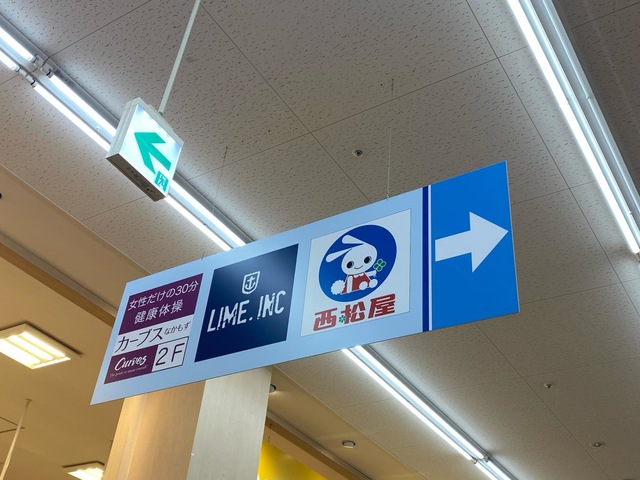 女性だけの30分
健康体操
カーブスなかもず
Curves
2F
LIME.INC
西松屋